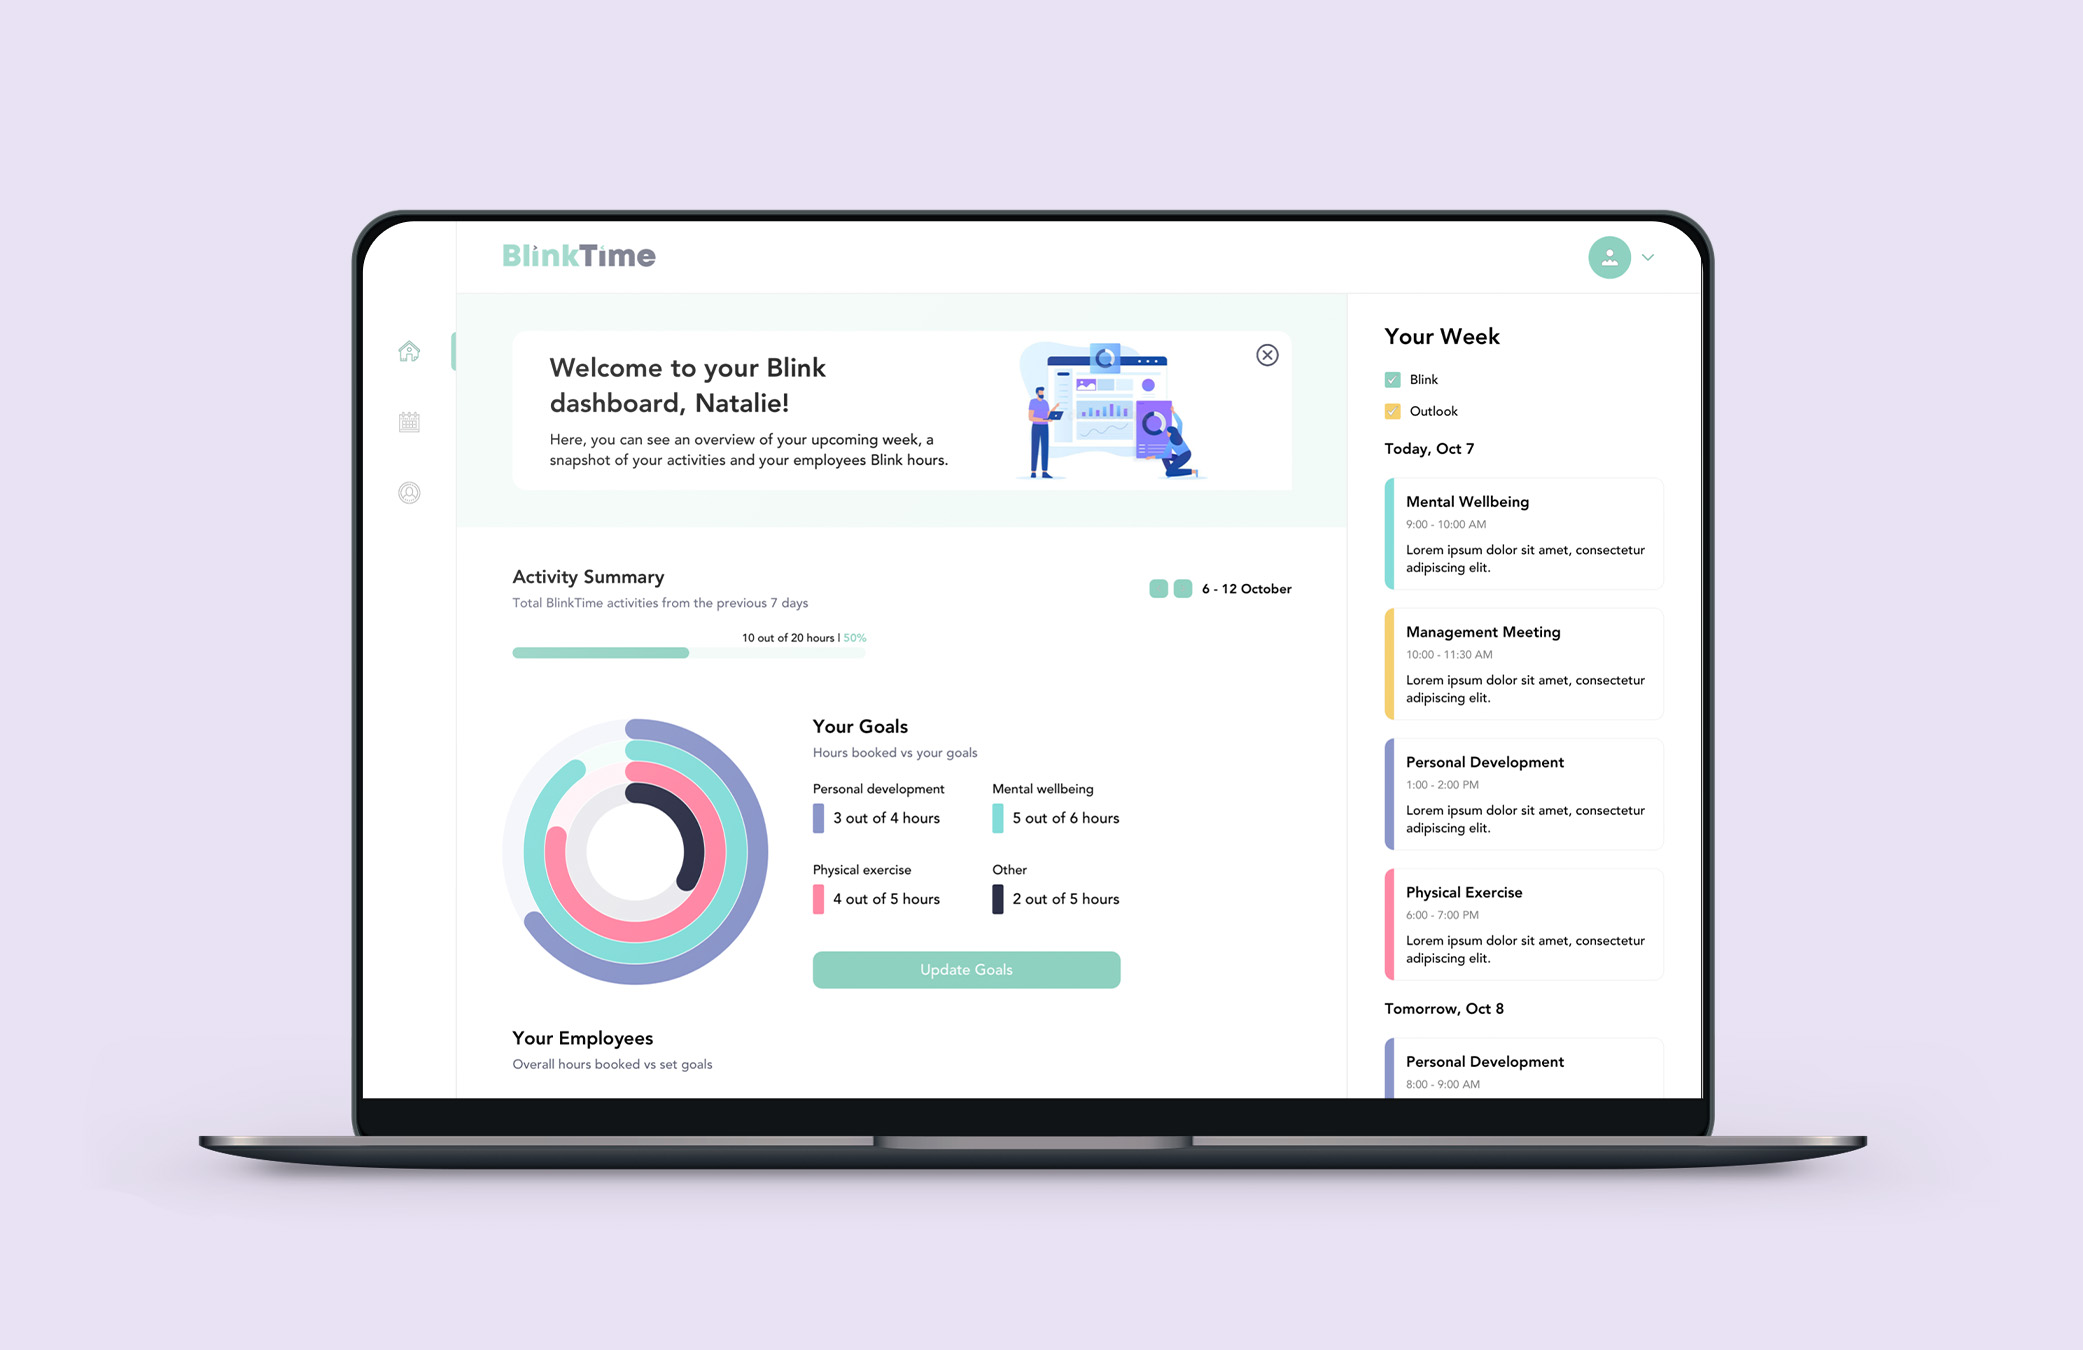 BlinkTime
Welcome to your Blink
dashboard, Natalie!
Here, you can see an overview of your upcoming week, a
snapshot of your activities and your employees Blink hours.
Activity Summary
Total BlinkTime activities from the previous 7 days
6 - 12 October
10 out of 20 hours | 50%
Your Goals
Hours booked vs your goals
Personal development
3 out of 4 hours
Mental wellbeing
5 out of 6 hours
Physical exercise
4 out of 5 hours
Other
2 out of 5 hours
Update Goals
Your Employees
Overall hours booked vs set goals
Your Week
Blink
Outlook
Today, Oct 7
Mental Wellbeing
9:00 - 10:00 AM
Lorem ipsum dolor sit amet, consectetur
adipiscing elit.
Management Meeting
10:00 - 11:30 AM
Lorem ipsum dolor sit amet, consectetur
adipiscing elit.
Personal Development
1:00 - 2:00 PM
Lorem ipsum dolor sit amet, consectetur
adipiscing elit.
Physical Exercise
6:00 - 7:00 PM
Lorem ipsum dolor sit amet, consectetur
adipiscing elit.
Tomorrow, Oct 8
Personal Development
8:00 - 9:00 AM